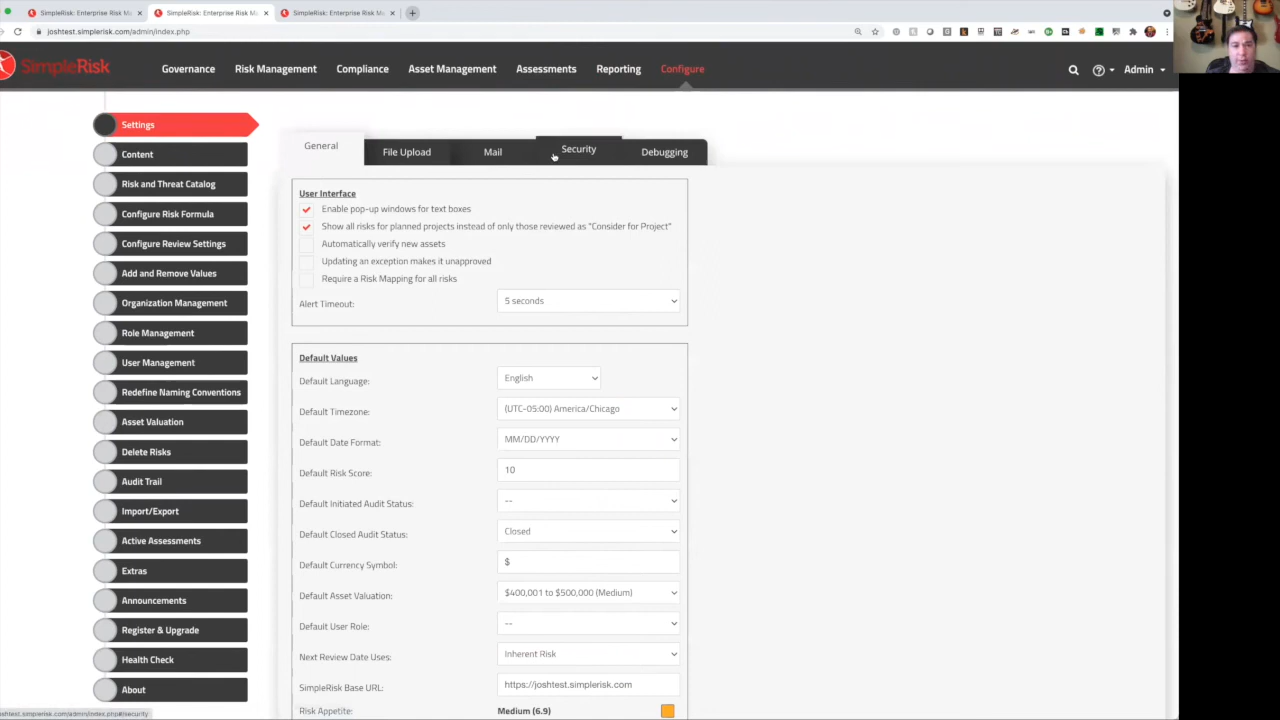 SimpleRisk: Enterprise Risk M
SimpleRisk: Enterprise Risk M
SimpleRisk: Enterprise Risk M
joshtest.simplerisk.com/admin/index.php
SimpleRisk
Governance
Risk Management
Compliance
Asset Management
Assessments
Reporting
Configure
Admin
Settings
Content
Risk and Threat Catalog
Configure Risk Formula
Configure Review Settings
Add and Remove Values
Organization Management
Role Management
User Management
Redefine Naming Conventions
Asset Valuation
Delete Risks
Audit Trail
Import/Export
Active Assessments
Extras
Announcements
Register & Upgrade
Health Check
About
General
File Upload
Mail
Security
Debugging
User Interface
Enable pop-up windows for text boxes
Show all risks for planned projects instead of only those reviewed as "Consider for Project"
Automatically verify new assets
Updating an exception makes it unapproved
Require a Risk Mapping for all risks
Alert Timeout: 5 seconds
Default Values
Default Language: English
Default Timezone: (UTC-05:00) America/Chicago
Default Date Format: MM/DD/YYYY
Default Risk Score: 10
Default Initiated Audit Status: --
Default Closed Audit Status: Closed
Default Currency Symbol: $
Default Asset Valuation: $400,001 to $500,000 (Medium)
Default User Role: --
Next Review Date Uses: Inherent Risk
SimpleRisk Base URL: https://joshtest.simplerisk.com
Risk Appetite: Medium (6.9)
shtest.simplerisk.com/admin/index.php#security